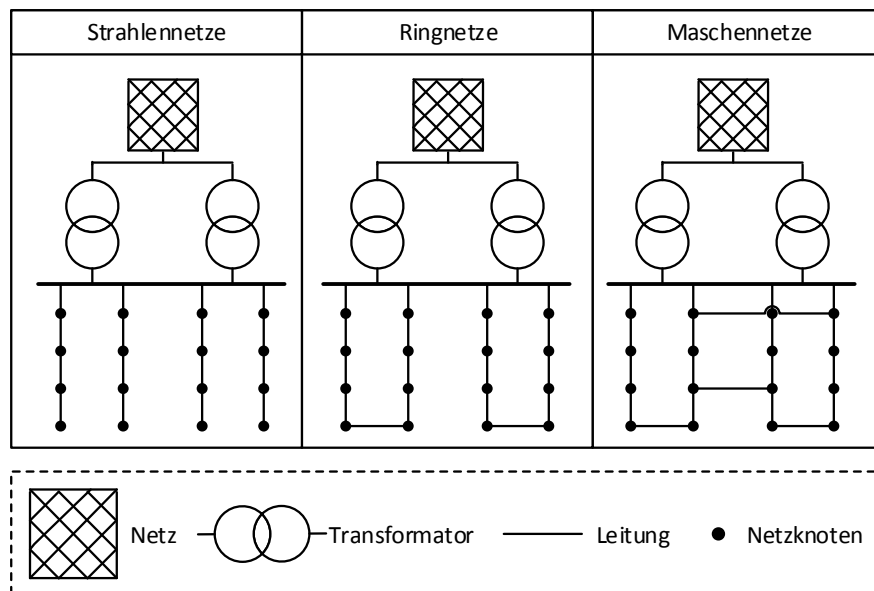 Strahlennetze
Ringnetze
Maschennetze
Netz
Transformator
Leitung
Netzknoten